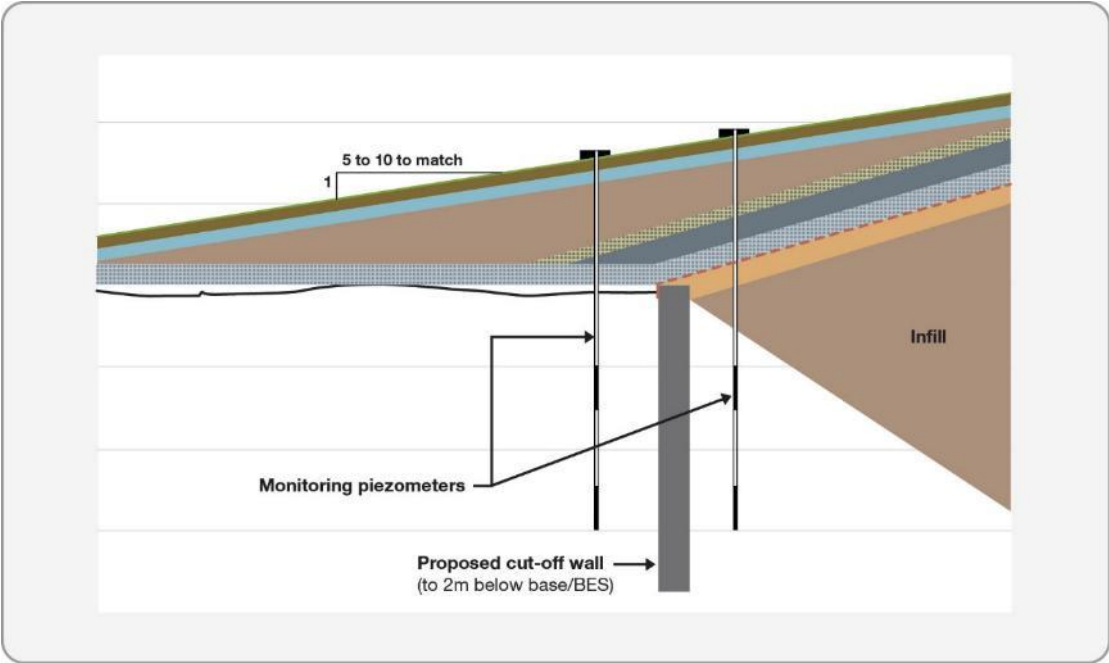 5 to 10 to match
1
Infill
Monitoring piezometers
Proposed cut-off wall
(to 2m below base/BES)